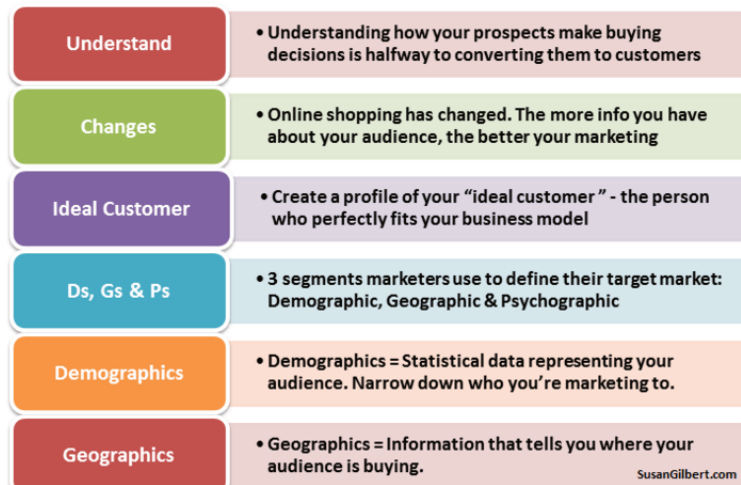 Understand
• Understanding how your prospects make buying
decisions is halfway to converting them to customers
Changes
• Online shopping has changed. The more info you have
about your audience, the better your marketing
Ideal Customer
• Create a profile of your “ideal customer ” - the person
who perfectly fits your business model
Ds, Gs & Ps
• 3 segments marketers use to define their target market:
Demographic, Geographic & Psychographic
Demographics
• Demographics = Statistical data representing your
audience. Narrow down who you’re marketing to.
Geographics
• Geographics = Information that tells you where your
audience is buying.
SusanGilbert.com